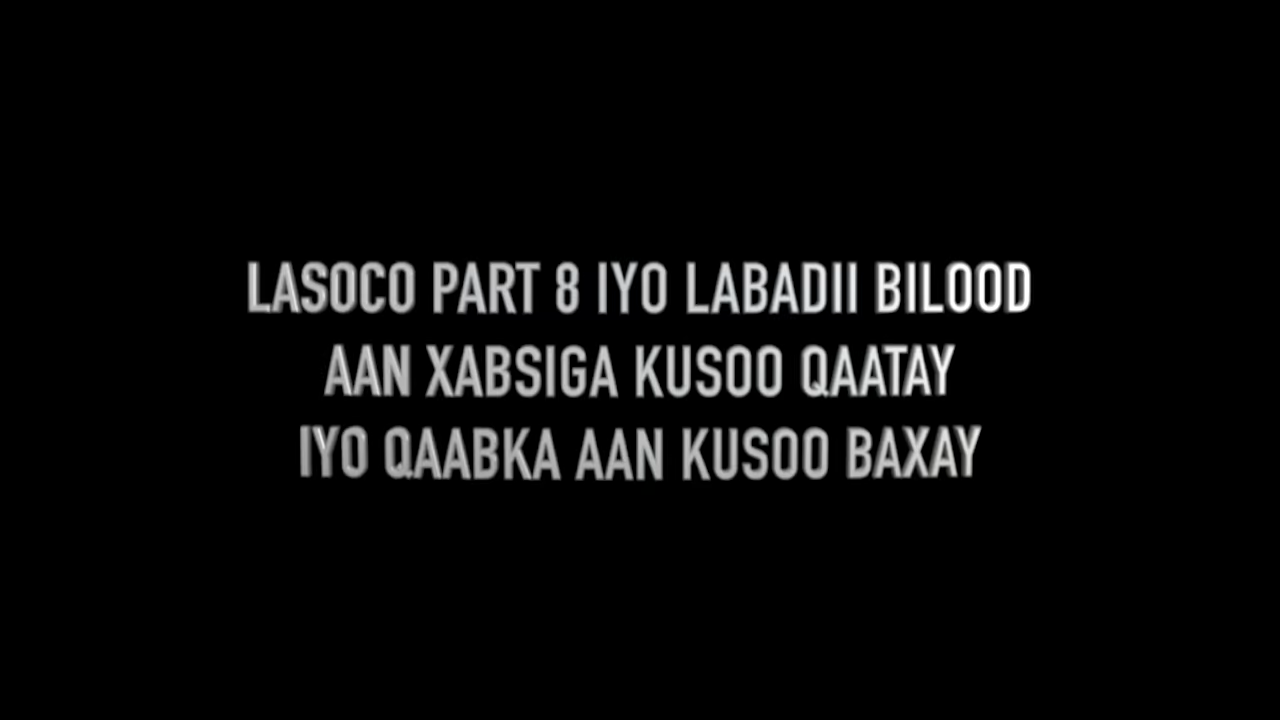 LASOCO PART 8 IYO LABADII BILOOD
AAN XABSIGA KUSOO QAATAY
IYO QAABKA AAN KUSOO BAXAY